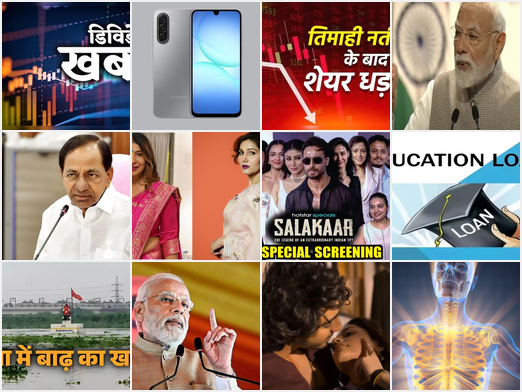 डिविडें
खब
तिमाही नती
के बाद
शेयर धड़
hotstar specials
SALAKAAR
THE LEGEND OF AN EXTRAORDINARY INDIAN SPY
SPECIAL SCREENING
UCATION LO
LOAN
ा में बाढ़ का ख